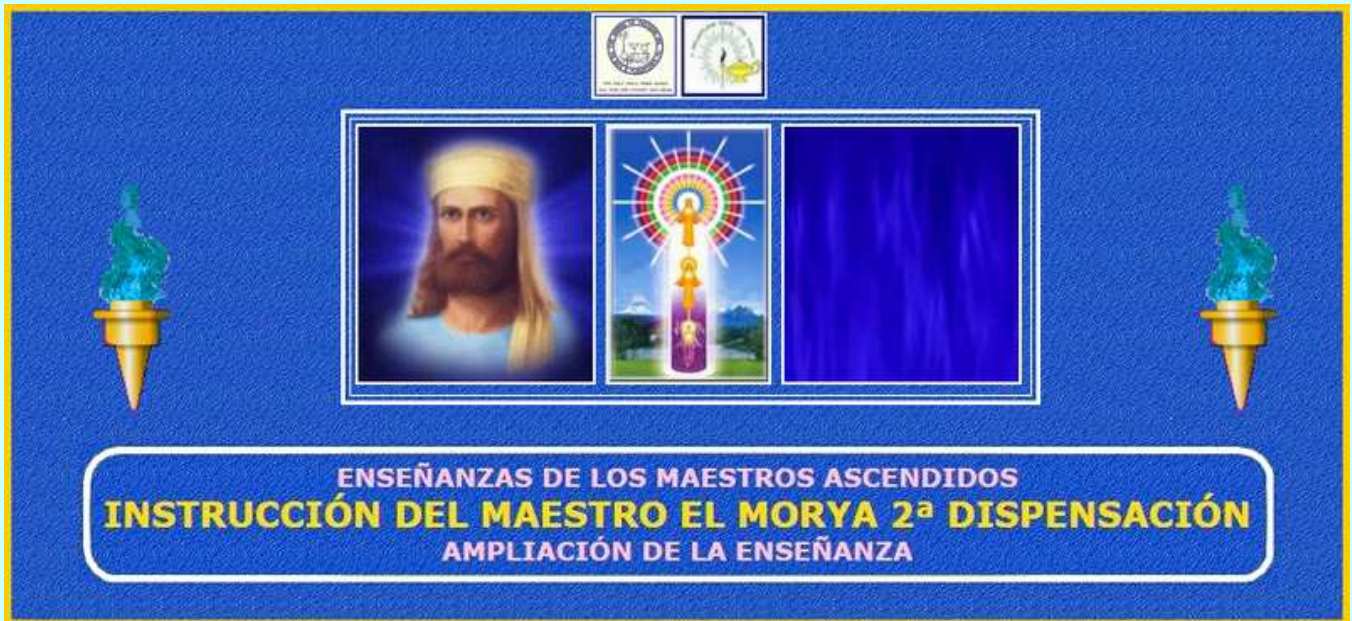 ENSEÑANZAS DE LOS MAESTROS ASCENDIDOS
INSTRUCCIÓN DEL MAESTRO EL MORYA 2ª DISPENSACIÓN
AMPLIACIÓN DE LA ENSEÑANZA